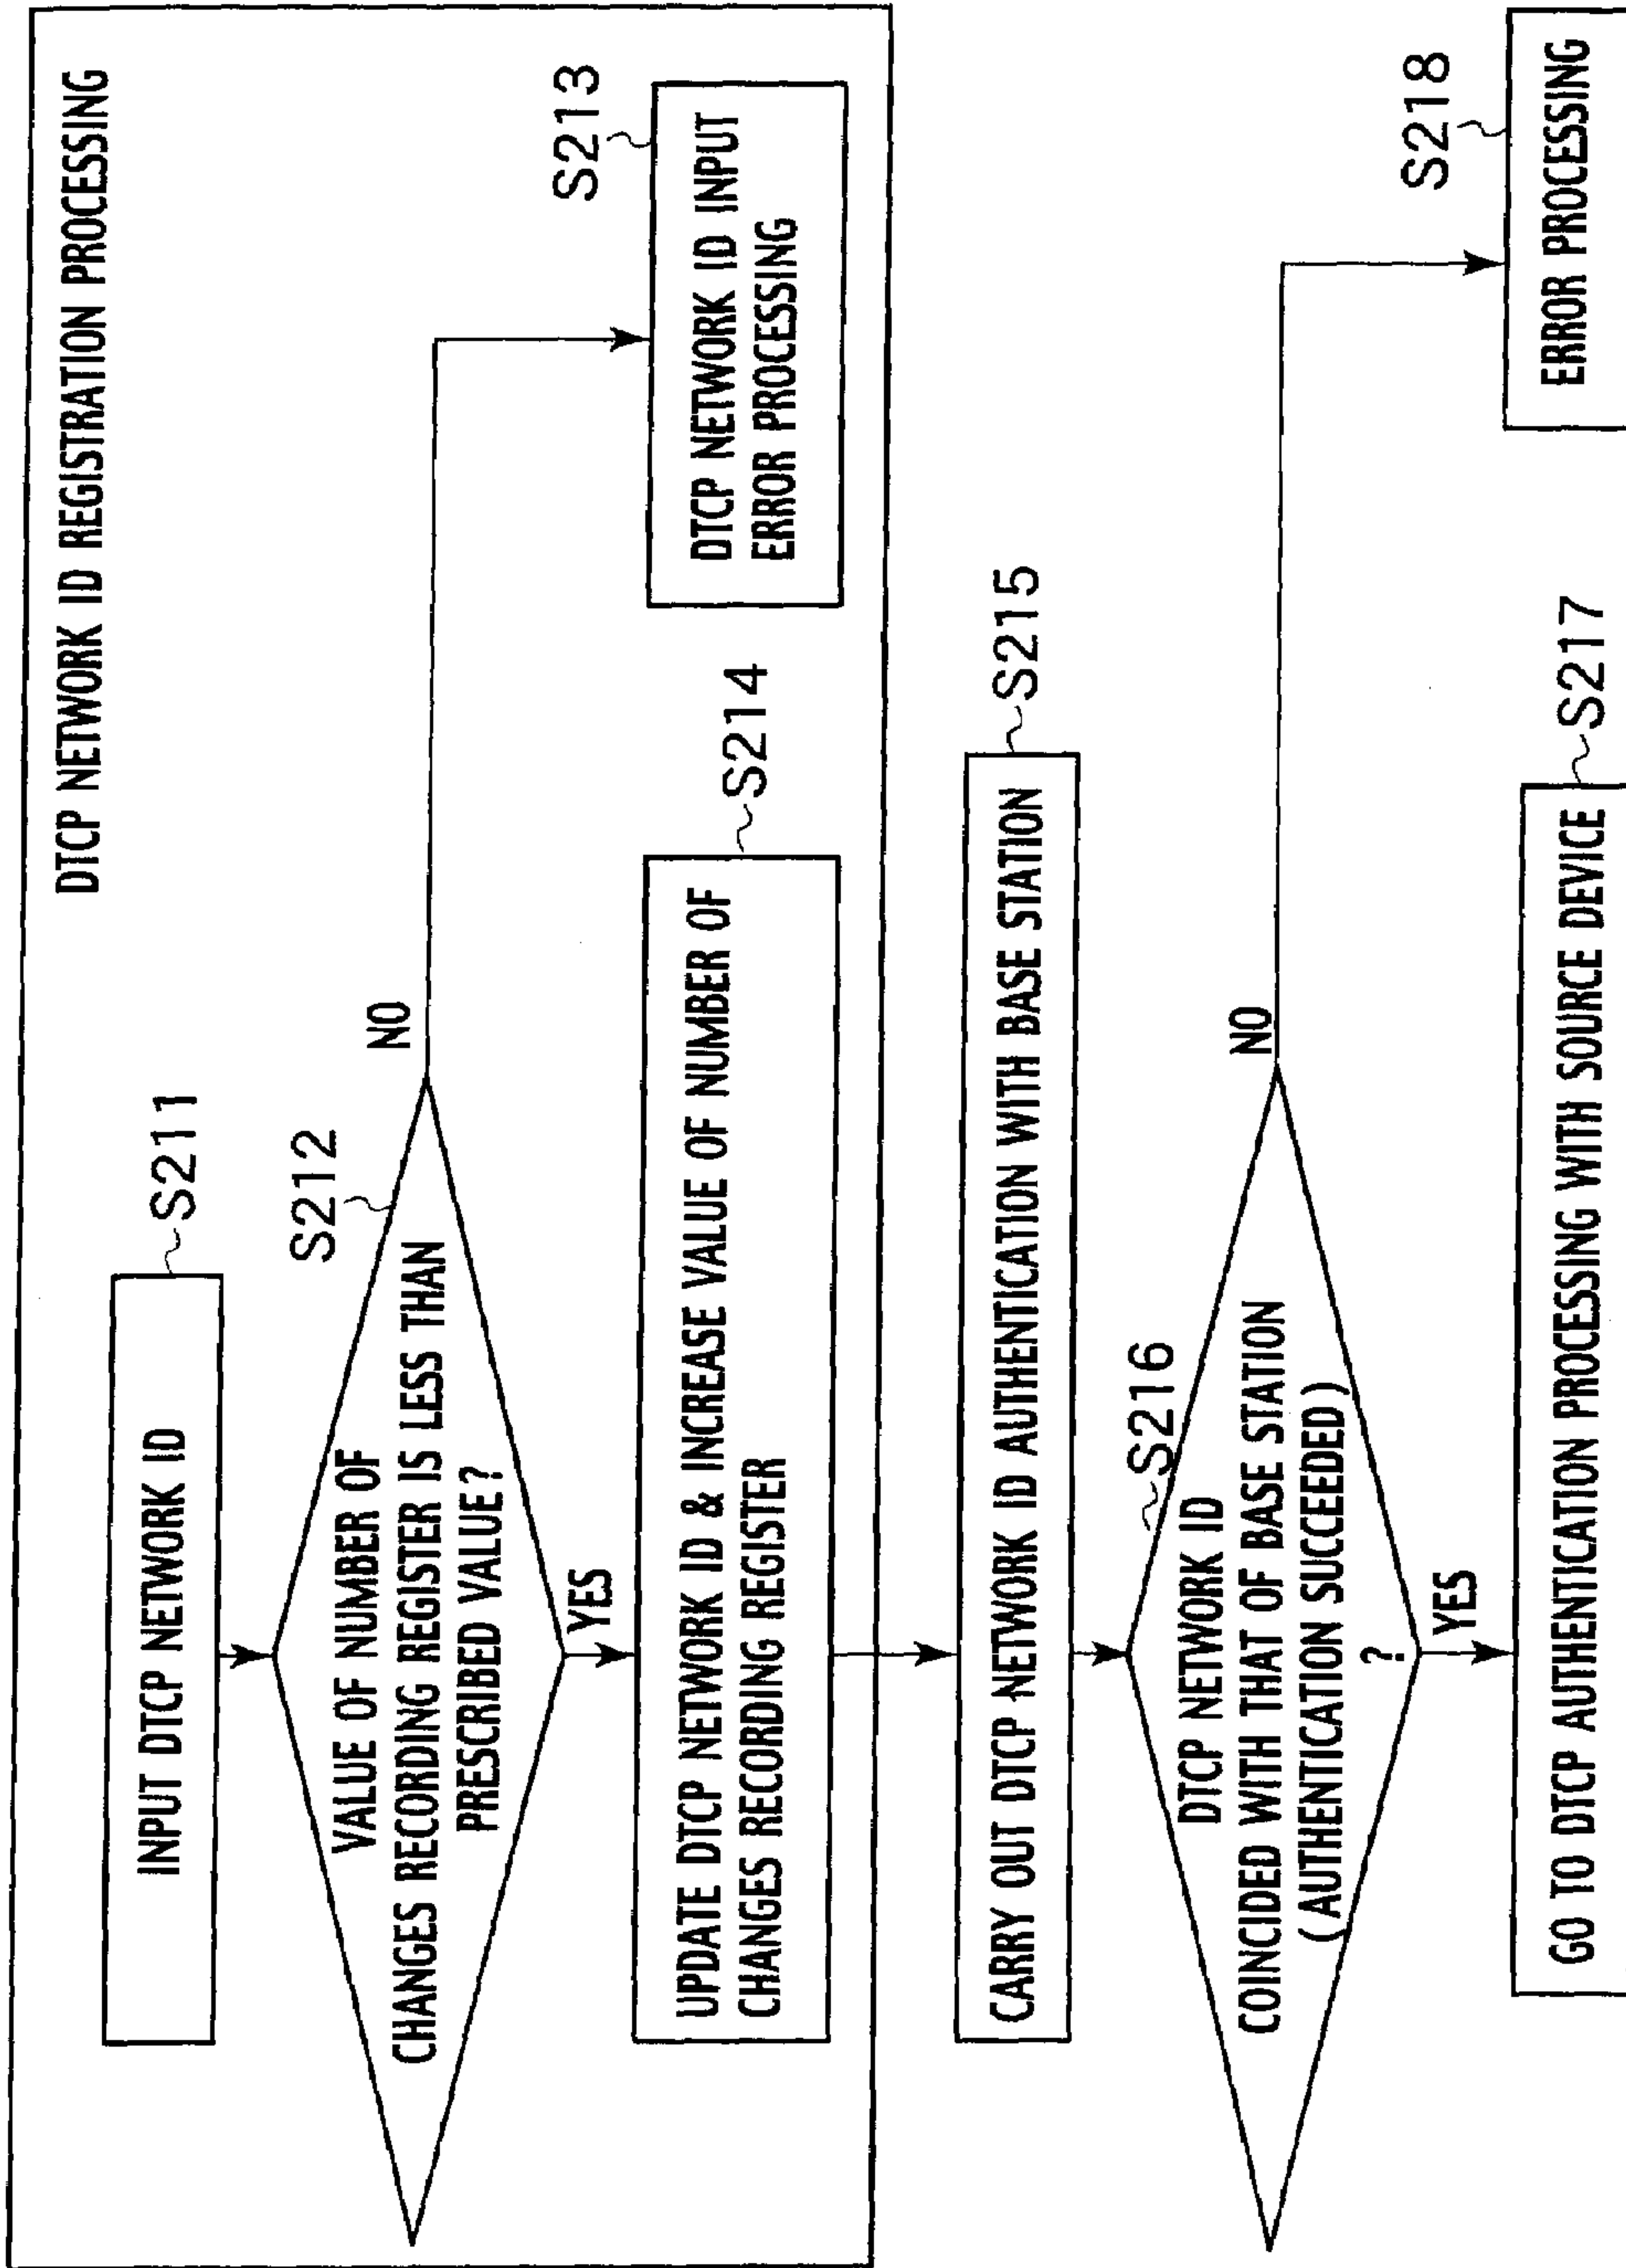 DTCP NETWORK ID REGISTRATION PROCESSING
INPUT DTCP NETWORK ID
S211
S212
VALUE OF NUMBER OF
CHANGES RECORDING REGISTER IS LESS THAN
PRESCRIBED VALUE?
NO
YES
S213
DTCP NETWORK ID INPUT
ERROR PROCESSING
S214
UPDATE DTCP NETWORK ID & INCREASE VALUE OF NUMBER OF
CHANGES RECORDING REGISTER
S215
CARRY OUT DTCP NETWORK ID AUTHENTICATION WITH BASE STATION
S216
DTCP NETWORK ID
COINCIDED WITH THAT OF BASE STATION
(AUTHENTICATION SUCCEEDED)
?
NO
YES
S218
ERROR PROCESSING
S217
GO TO DTCP AUTHENTICATION PROCESSING WITH SOURCE DEVICE